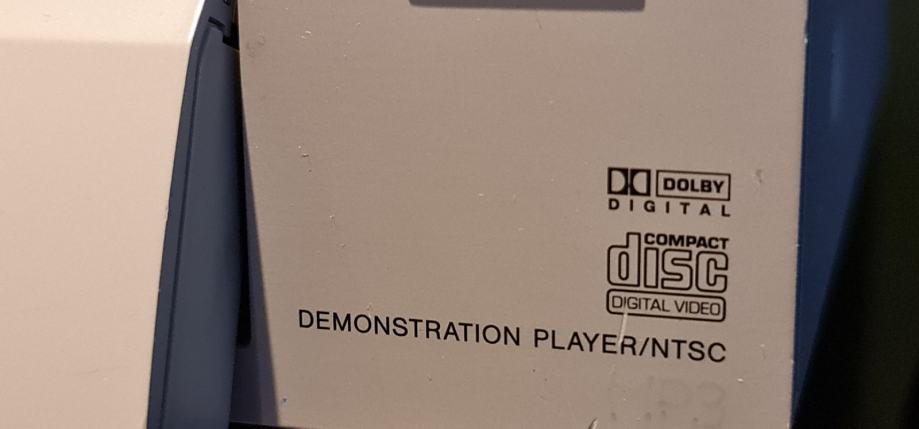 DOLBY
DIGITAL
COMPACT
disc
DIGITAL VIDEO
DEMONSTRATION PLAYER/NTSC